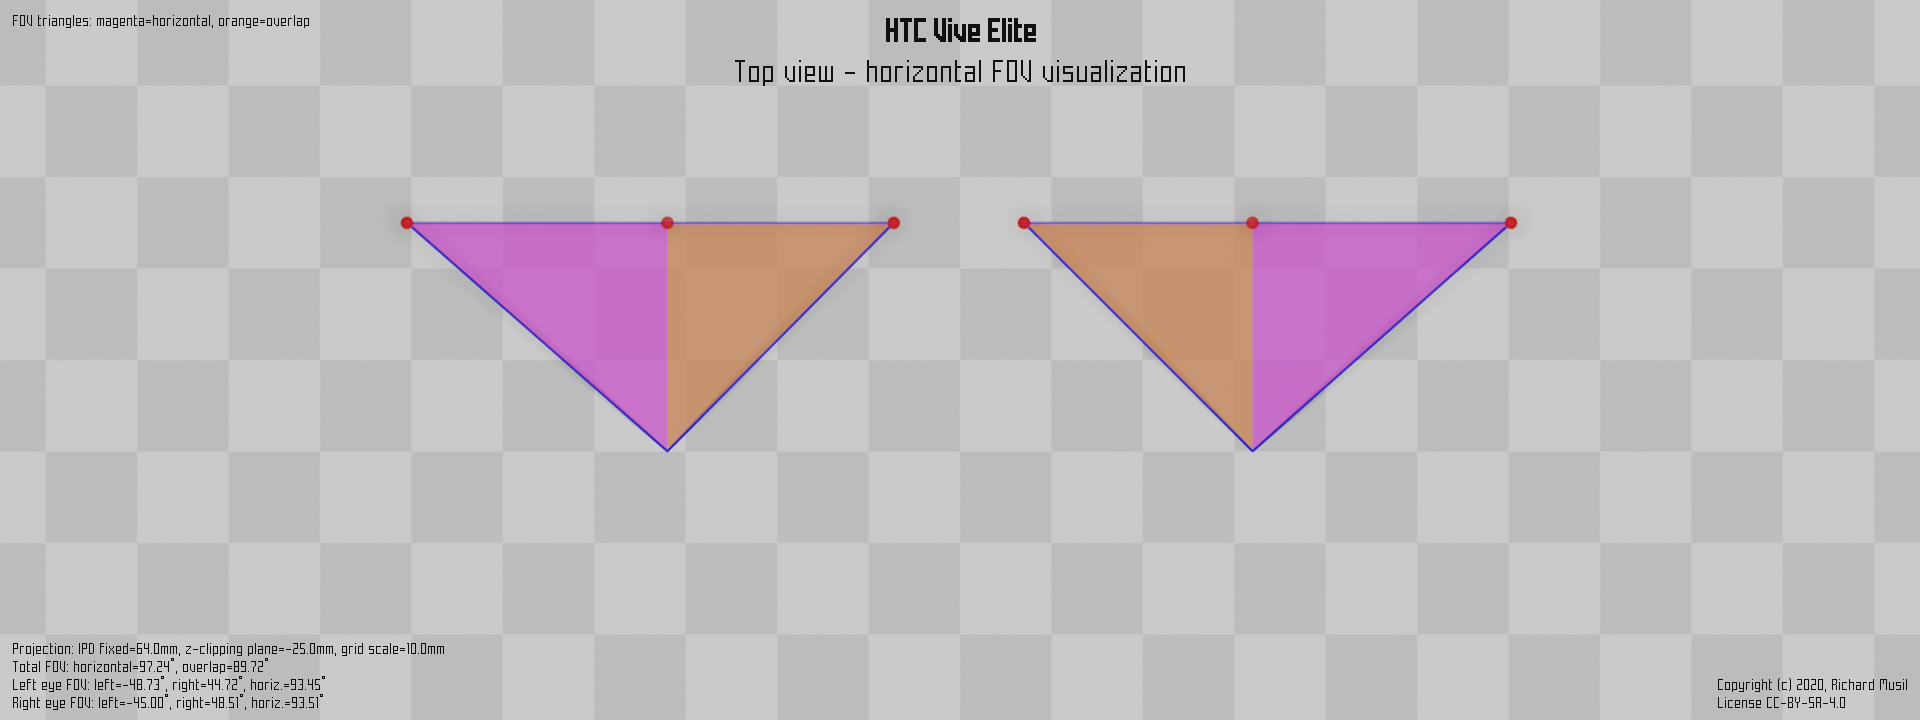 FOV triangles: magenta=horizontal, orange=overlap
HTC Vive Elite
Top view - horizontal FOV visualization
Projection: IPD fixed=64.0mm, z-clipping plane=-25.0mm, grid scale=10.0mm
Total FOV: horizontal=97.24°, overlap=89.72°
Left eye FOV: left=-48.73°, right=44.72°, horiz.=93.45°
Right eye FOV: left=-45.00°, right=48.51°, horiz.=93.51°
Copyright (c) 2020, Richard Musil
License CC-BY-SA-4.0